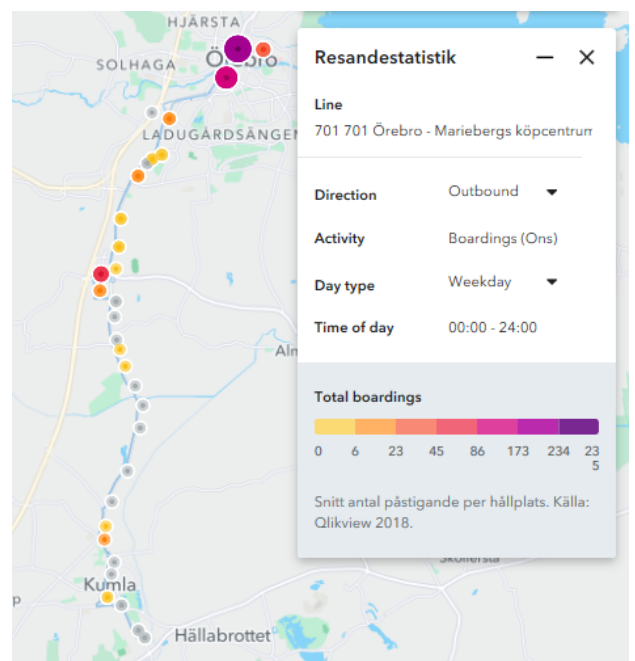 HJÄRSTA
SOLHAGA
Örebro
LADUGÅRDSÄNGEN
Kumla
Hällabrottet
Resandestatistik
Line
701 701 Örebro - Mariebergs köpcentrum
Direction Outbound
Activity Boardings (Ons)
Day type Weekday
Time of day 00:00 - 24:00
Total boardings
0 6 23 45 86 173 234 23
5
Snitt antal påstigande per hållplats. Källa:
Qlikview 2018.